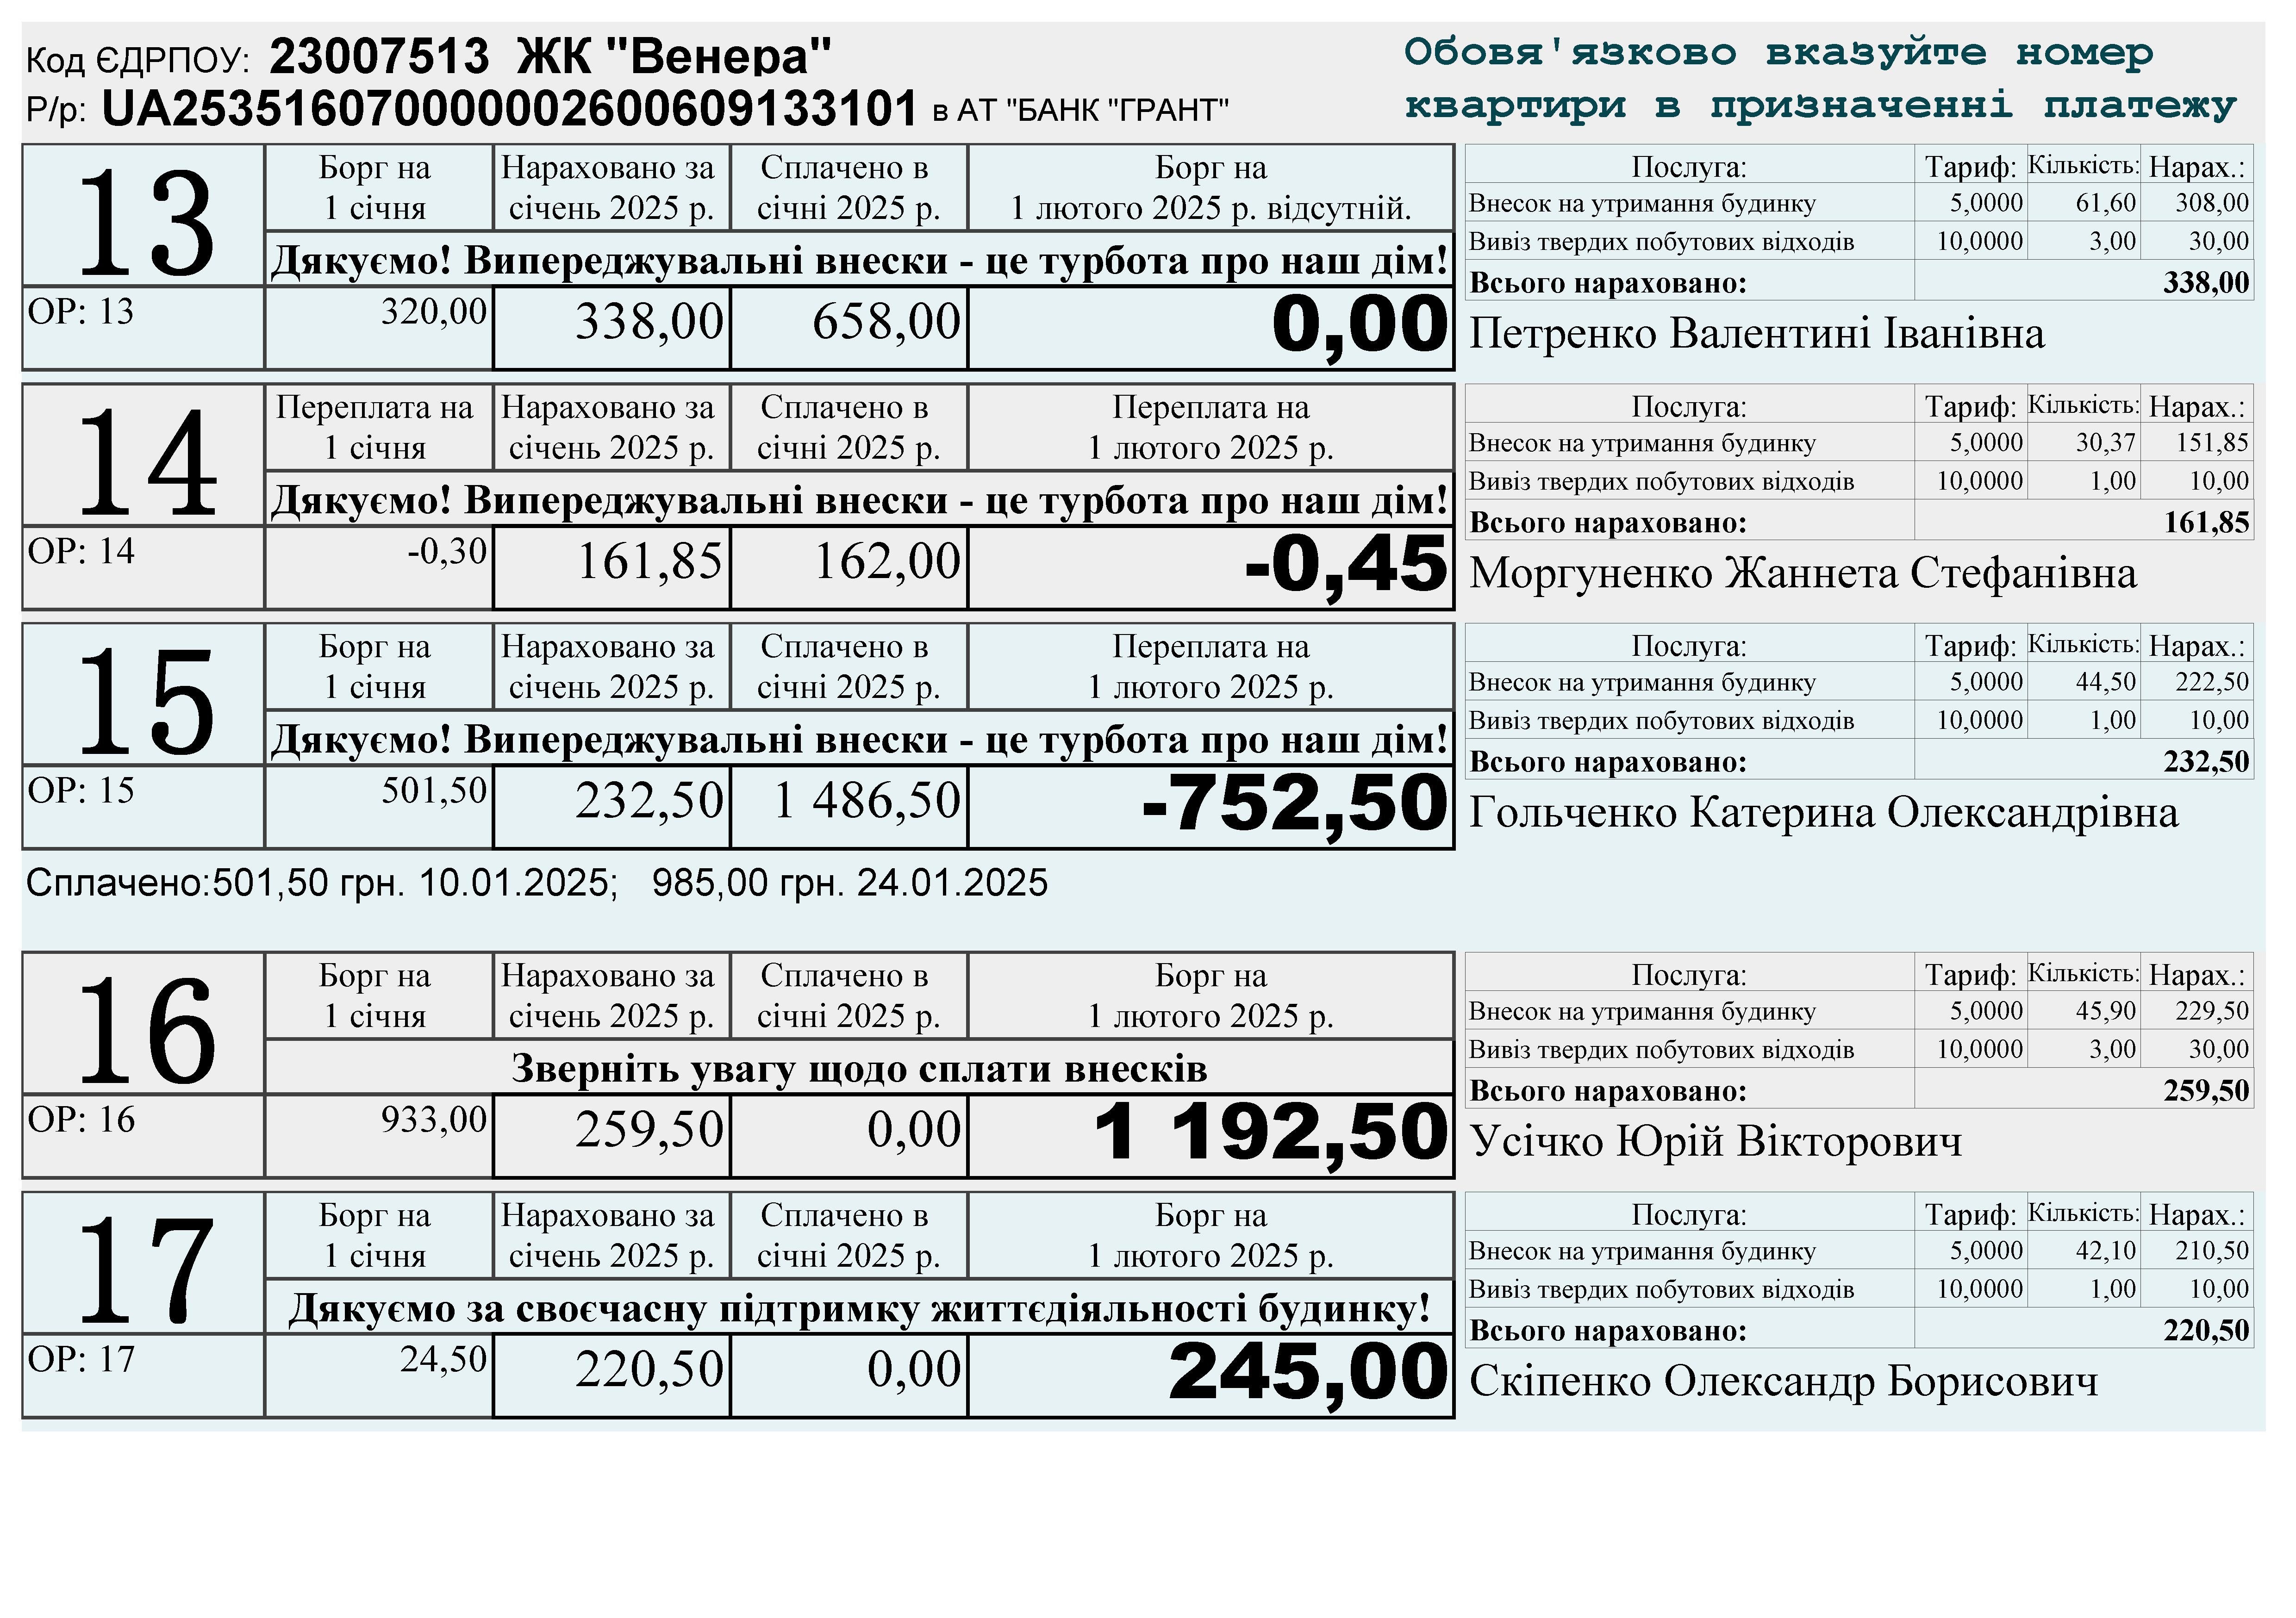 Код ЄДРПОУ: 23007513 ЖК "Венера"
Р/р: UA253516070000002600609133101 в АТ "БАНК "ГРАНТ"
Обовя'язково вказуйте номер
квартири в призначенні платежу
13
Борг на
1 січня
Нараховано за
січень 2025 р.
Сплачено в
січні 2025 р.
Борг на
1 лютого 2025 р. відсутній.
Дякуємо! Випереджувальні внески - це турбота про наш дім!
ОР: 13 320,00 338,00 658,00 0,00
Послуга: Тариф: Кількість: Нарах.:
Внесок на утримання будинку 5,0000 61,60 308,00
Вивіз твердих побутових відходів 10,0000 3,00 30,00
Всього нараховано: 338,00
Петренко Валентині Іванівна
14
Переплата на
1 січня
Нараховано за
січень 2025 р.
Сплачено в
січні 2025 р.
Переплата на
1 лютого 2025 р.
Дякуємо! Випереджувальні внески - це турбота про наш дім!
ОР: 14 -0,30 161,85 162,00 -0,45
Послуга: Тариф: Кількість: Нарах.:
Внесок на утримання будинку 5,0000 30,37 151,85
Вивіз твердих побутових відходів 10,0000 1,00 10,00
Всього нараховано: 161,85
Моргуненко Жаннета Стефанівна
15
Борг на
1 січня
Нараховано за
січень 2025 р.
Сплачено в
січні 2025 р.
Переплата на
1 лютого 2025 р.
Дякуємо! Випереджувальні внески - це турбота про наш дім!
ОР: 15 501,50 232,50 1 486,50 -752,50
Послуга: Тариф: Кількість: Нарах.:
Внесок на утримання будинку 5,0000 44,50 222,50
Вивіз твердих побутових відходів 10,0000 1,00 10,00
Всього нараховано: 232,50
Гольченко Катерина Олександрівна
Сплачено:501,50 грн. 10.01.2025; 985,00 грн. 24.01.2025
16
Борг на
1 січня
Нараховано за
січень 2025 р.
Сплачено в
січні 2025 р.
Борг на
1 лютого 2025 р.
Зверніть увагу щодо сплати внесків
ОР: 16 933,00 259,50 0,00 1 192,50
Послуга: Тариф: Кількість: Нарах.:
Внесок на утримання будинку 5,0000 45,90 229,50
Вивіз твердих побутових відходів 10,0000 3,00 30,00
Всього нараховано: 259,50
Усічко Юрій Вікторович
17
Борг на
1 січня
Нараховано за
січень 2025 р.
Сплачено в
січні 2025 р.
Борг на
1 лютого 2025 р.
Дякуємо за своєчасну підтримку життєдіяльності будинку!
ОР: 17 24,50 220,50 0,00 245,00
Послуга: Тариф: Кількість: Нарах.:
Внесок на утримання будинку 5,0000 42,10 210,50
Вивіз твердих побутових відходів 10,0000 1,00 10,00
Всього нараховано: 220,50
Скіпенко Олександр Борисович